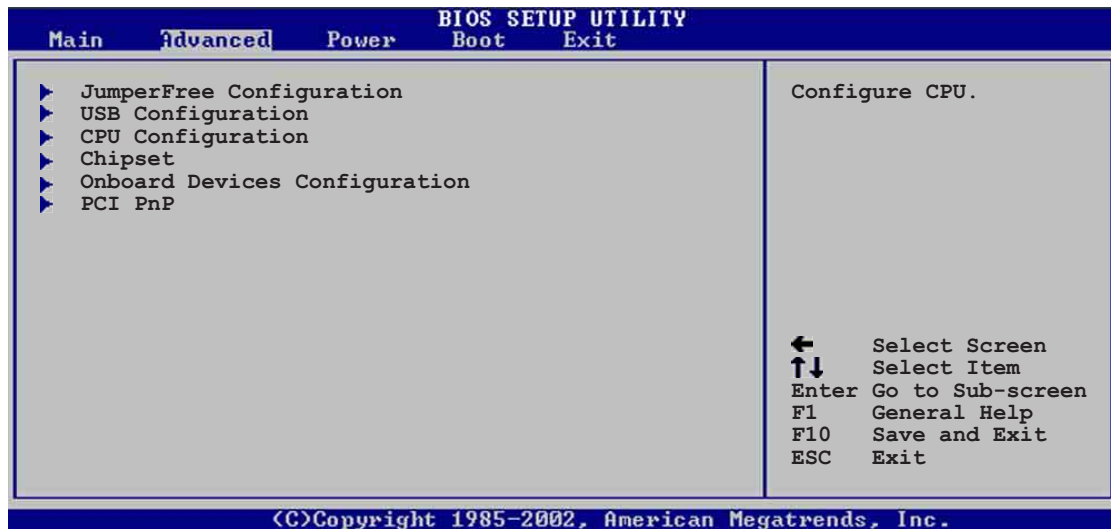 BIOS SETUP UTILITY
Main Advanced Power Boot Exit
JumperFree Configuration
USB Configuration
CPU Configuration
Chipset
Onboard Devices Configuration
PCI PnP
Configure CPU.
← Select Screen
↑↓ Select Item
Enter Go to Sub-screen
F1 General Help
F10 Save and Exit
ESC Exit
(C)Copyright 1985-2002, American Megatrends, Inc.